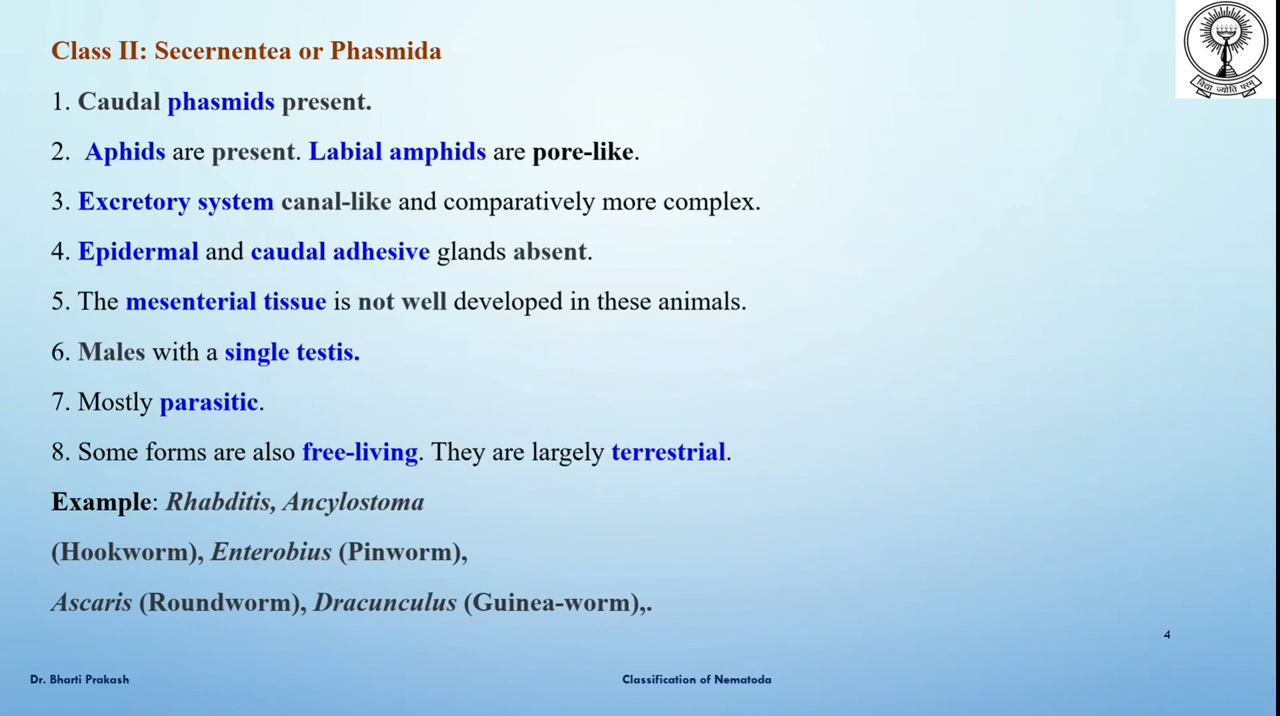 Class II: Secernentea or Phasmida
1. Caudal phasmids present.
2. Aphids are present. Labial amphids are pore-like.
3. Excretory system canal-like and comparatively more complex.
4. Epidermal and caudal adhesive glands absent.
5. The mesenterial tissue is not well developed in these animals.
6. Males with a single testis.
7. Mostly parasitic.
8. Some forms are also free-living. They are largely terrestrial.
Example: Rhabditis, Ancylostoma
(Hookworm), Enterobius (Pinworm),
Ascaris (Roundworm), Dracunculus (Guinea-worm),.
4
Dr. Bharti Prakash
Classification of Nematoda
विद्या ज्योति परम्